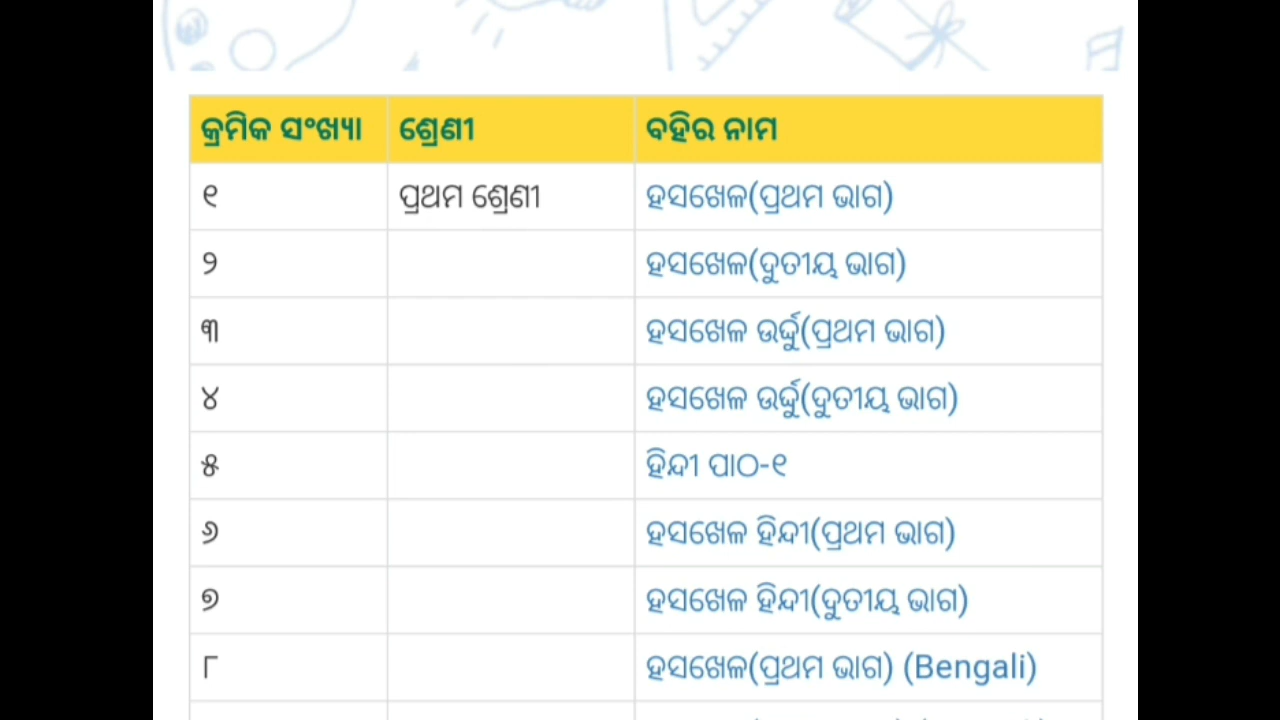 କ୍ରମିକ ସଂଖ୍ୟା ଶ୍ରେଣୀ ବହିର ନାମ
୧ ପ୍ରଥମ ଶ୍ରେଣୀ ହସଖେଳ(ପ୍ରଥମ ଭାଗ)
୨ ହସଖେଳ(ଦୁତୀୟ ଭାଗ)
୩ ହସଖେଳ ଉର୍ଦ୍ଦୁ(ପ୍ରଥମ ଭାଗ)
୪ ହସଖେଳ ଉର୍ଦ୍ଦୁ(ଦୁତୀୟ ଭାଗ)
୫ ହିନ୍ଦୀ ପାଠ-୧
୬ ହସଖେଳ ହିନ୍ଦୀ(ପ୍ରଥମ ଭାଗ)
୭ ହସଖେଳ ହିନ୍ଦୀ(ଦୁତୀୟ ଭାଗ)
୮ ହସଖେଳ(ପ୍ରଥମ ଭାଗ) (Bengali)